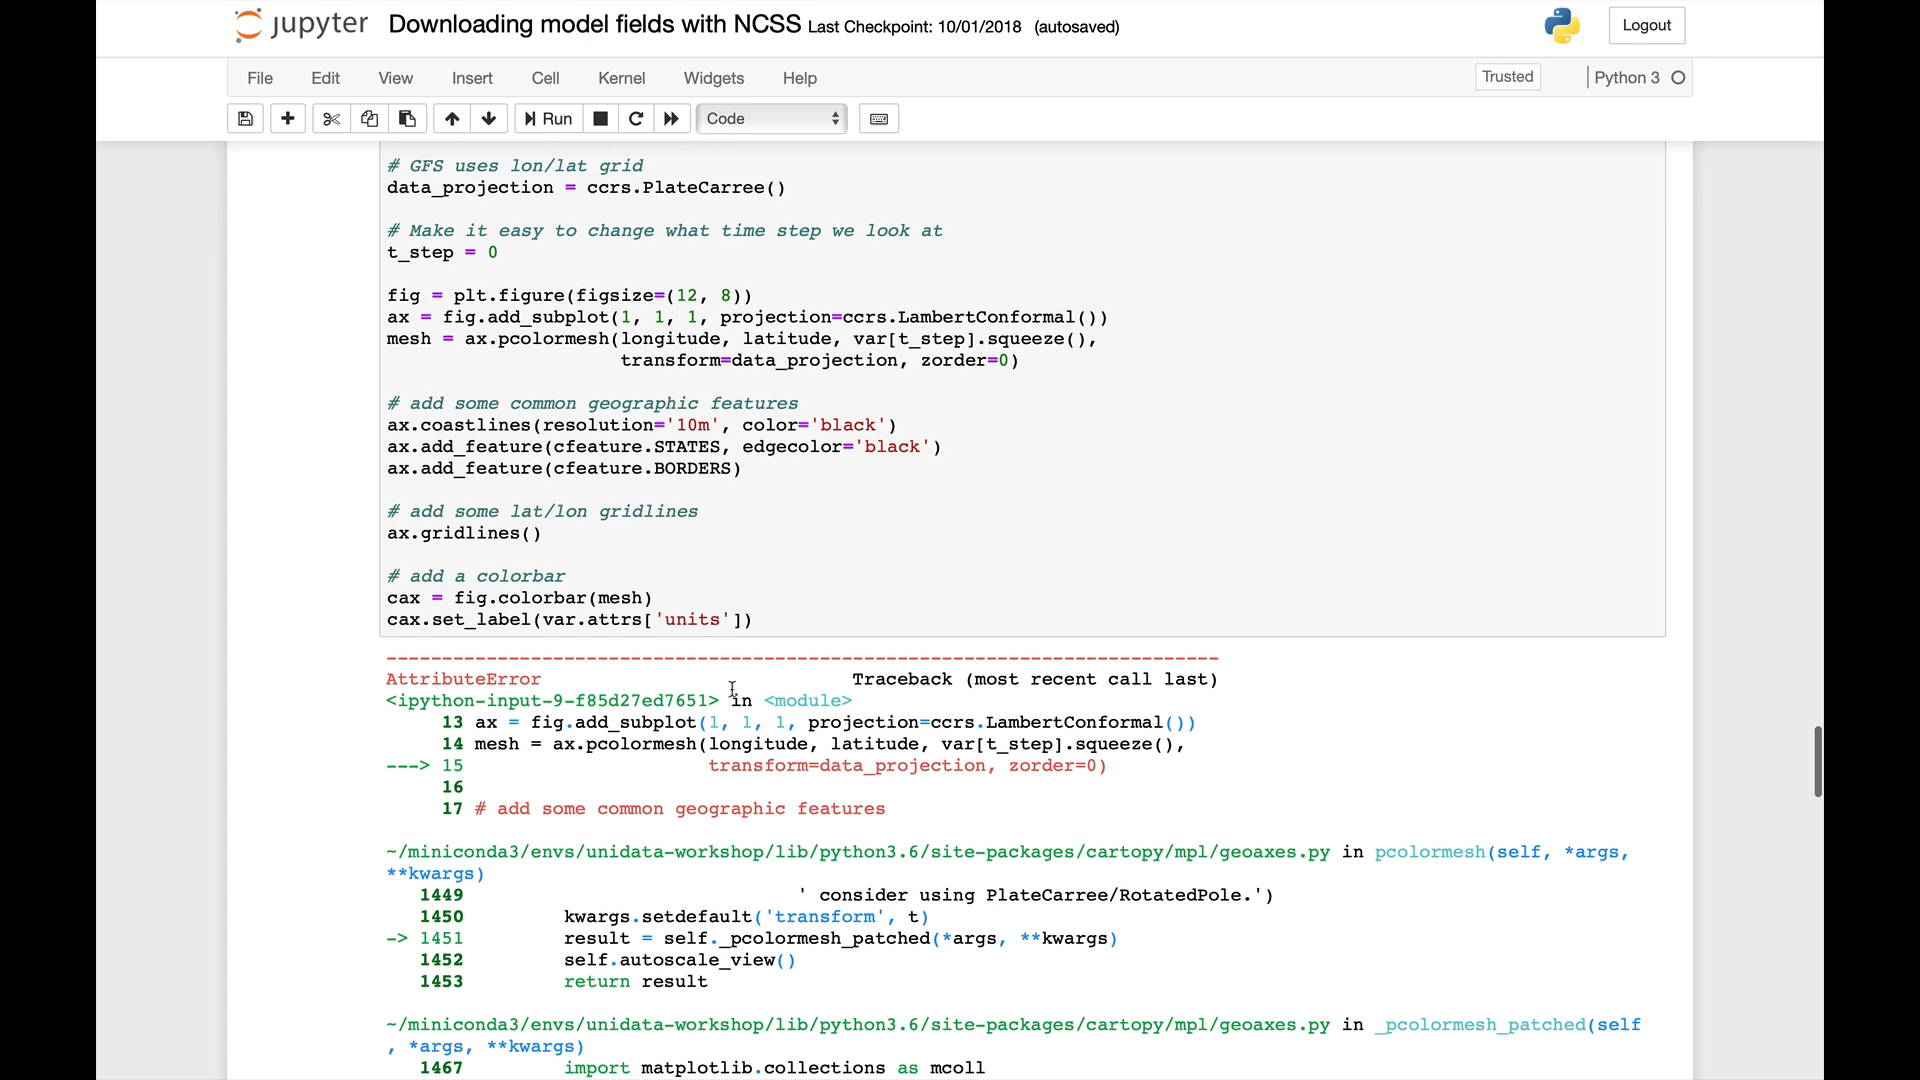 jupyter Downloading model fields with NCSS Last Checkpoint: 10/01/2018 (autosaved) Logout
File Edit View Insert Cell Kernel Widgets Help Trusted Python 3
Run Code
# GFS uses lon/lat grid
data_projection = ccrs.PlateCarree()
# Make it easy to change what time step we look at
t_step = 0
fig = plt.figure(figsize=(12, 8))
ax = fig.add_subplot(1, 1, 1, projection=ccrs.LambertConformal())
mesh = ax.pcolormesh(longitude, latitude, var[t_step].squeeze(),
transform=data_projection, zorder=0)
# add some common geographic features
ax.coastlines(resolution='10m', color='black')
ax.add_feature(cfeature.STATES, edgecolor='black')
ax.add_feature(cfeature.BORDERS)
# add some lat/lon gridlines
ax.gridlines()
# add a colorbar
cax = fig.colorbar(mesh)
cax.set_label(var.attrs['units'])
---------------------------------------------------------------------------
AttributeError Traceback (most recent call last)
<ipython-input-9-f85d27ed7651> in <module>
13 ax = fig.add_subplot(1, 1, 1, projection=ccrs.LambertConformal())
14 mesh = ax.pcolormesh(longitude, latitude, var[t_step].squeeze(),
---> 15 transform=data_projection, zorder=0)
16
17 # add some common geographic features
~/miniconda3/envs/unidata-workshop/lib/python3.6/site-packages/cartopy/mpl/geoaxes.py in pcolormesh(self, *args,
**kwargs)
1449 ' consider using PlateCarree/RotatedPole.')
1450 kwargs.setdefault('transform', t)
-> 1451 result = self._pcolormesh_patched(*args, **kwargs)
1452 self.autoscale_view()
1453 return result
~/miniconda3/envs/unidata-workshop/lib/python3.6/site-packages/cartopy/mpl/geoaxes.py in _pcolormesh_patched(self
, *args, **kwargs)
1467 import matplotlib.collections as mcoll